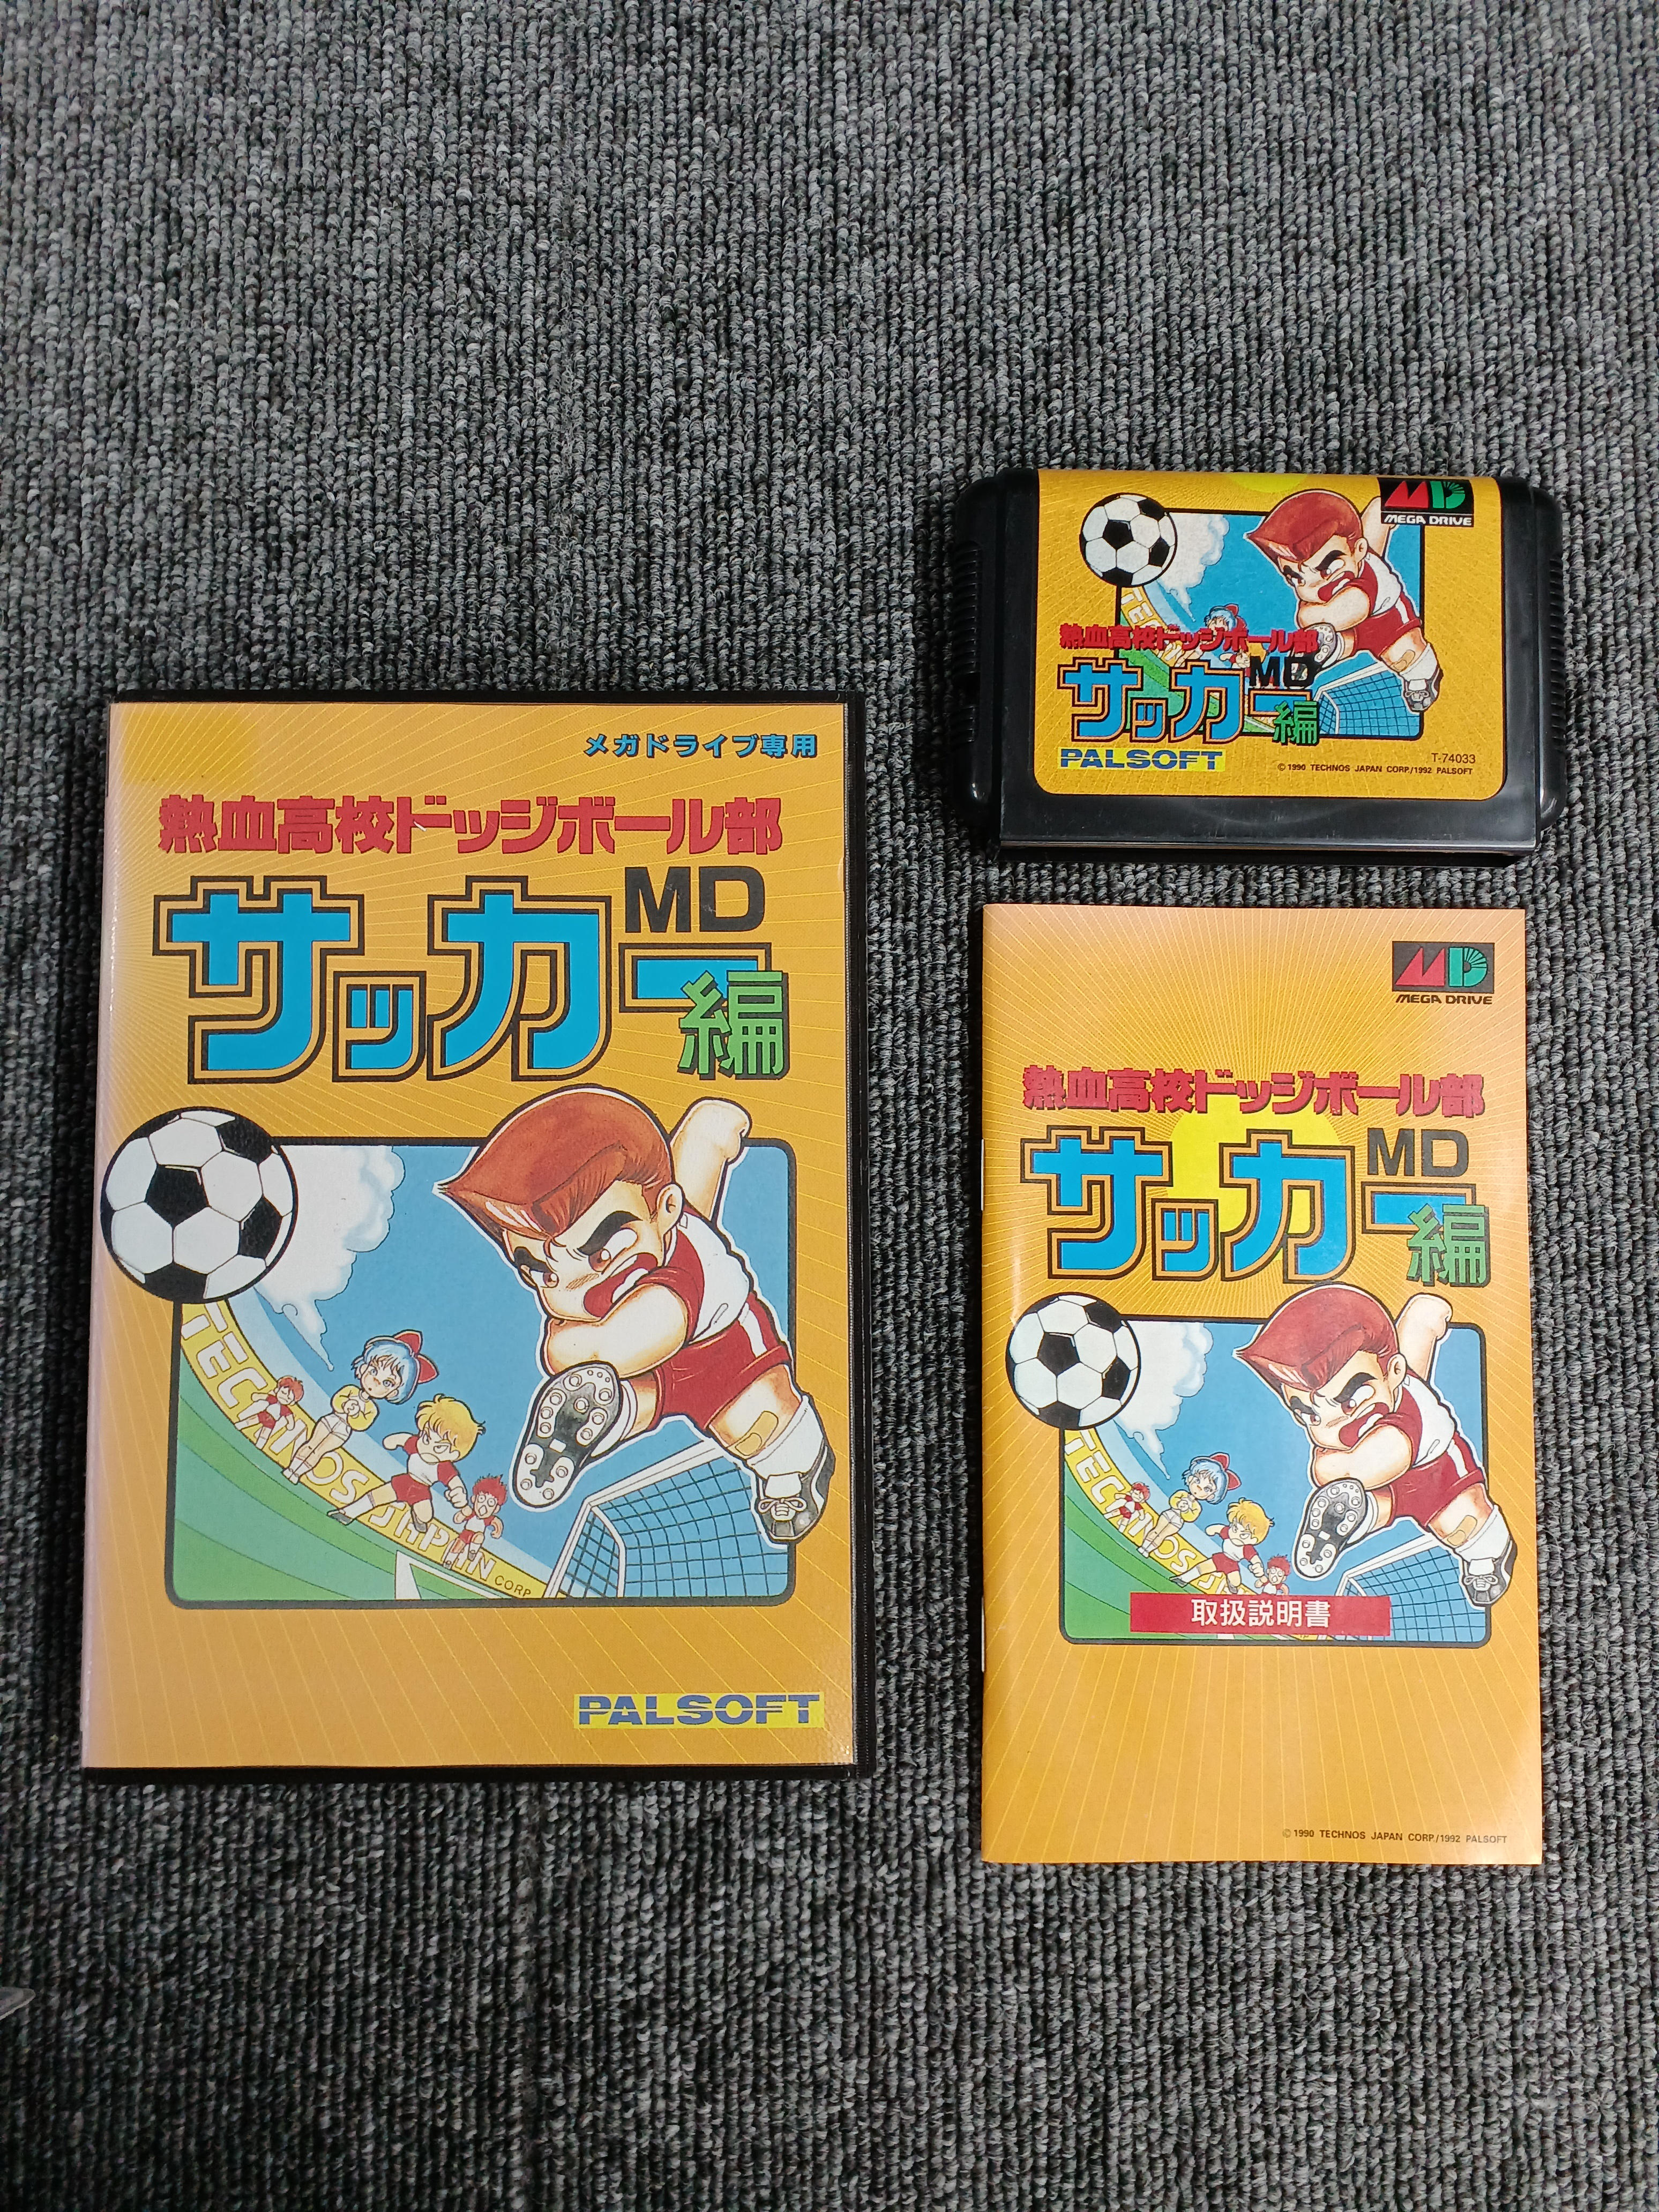 メガドライブ専用
熱血高校ドッジボール部
サッカー編
MD
TECHNOS JAPAN CORP.
PALSOFT
MEGA DRIVE
熱血高校ドッジボール部
サッカー編
MD
PALSOFT
T-74033
©1990 TECHNOS JAPAN CORP./1992 PALSOFT
MEGA DRIVE
熱血高校ドッジボール部
サッカー編
MD
取扱説明書
©1990 TECHNOS JAPAN CORP./1992 PALSOFT